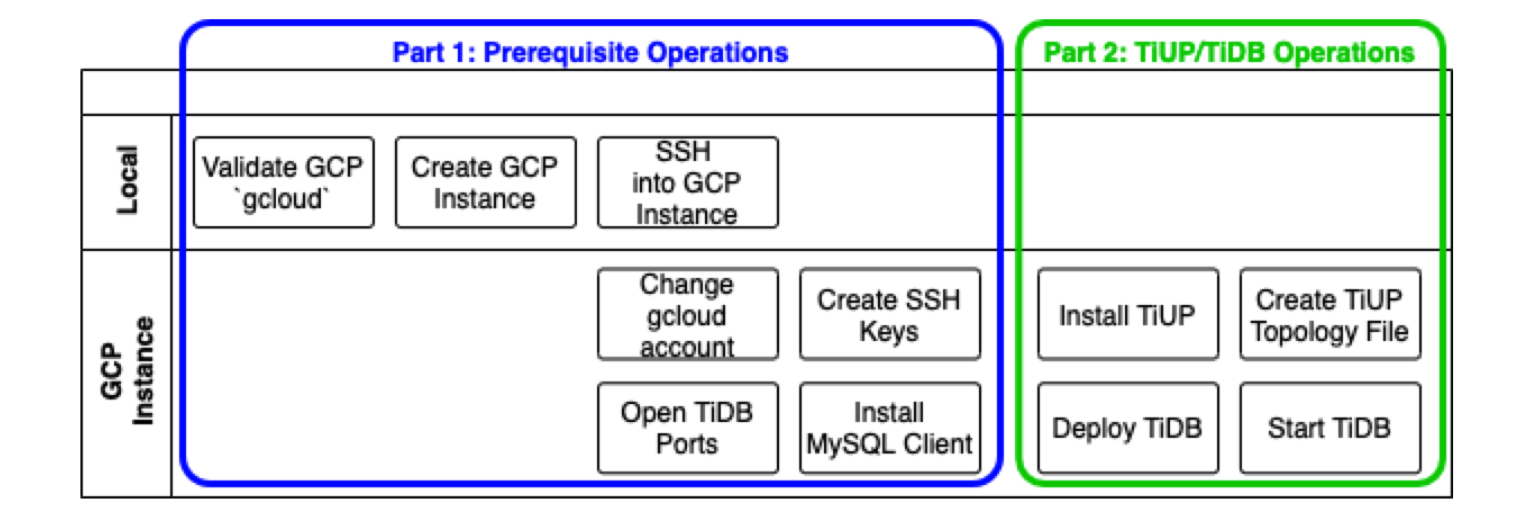 Part 1: Prerequisite Operations
Part 2: TiUP/TiDB Operations
Local
Validate GCP
`gcloud`
Create GCP
Instance
SSH
into GCP
Instance
GCP
Instance
Change
gcloud
account
Create SSH
Keys
Install TiUP
Create TiUP
Topology File
Open TiDB
Ports
Install
MySQL Client
Deploy TiDB
Start TiDB